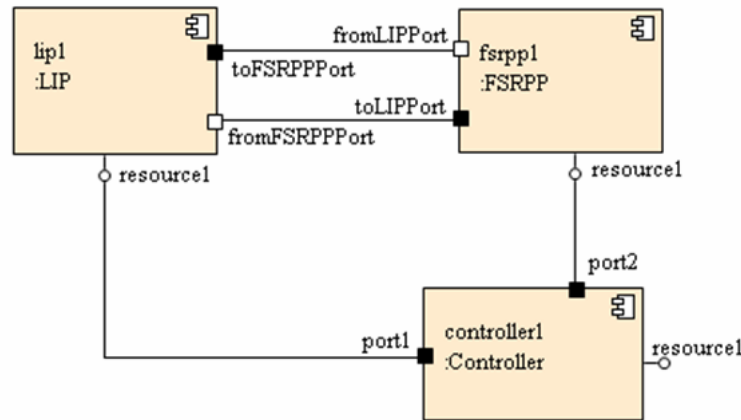 lip1
:LIP
fromLIPPort
toFSRPPPort
fsrpp1
:FSRPP
toLIPPort
fromFSRPPPort
resource1
resource1
port2
port1
controller1
:Controller
resource1